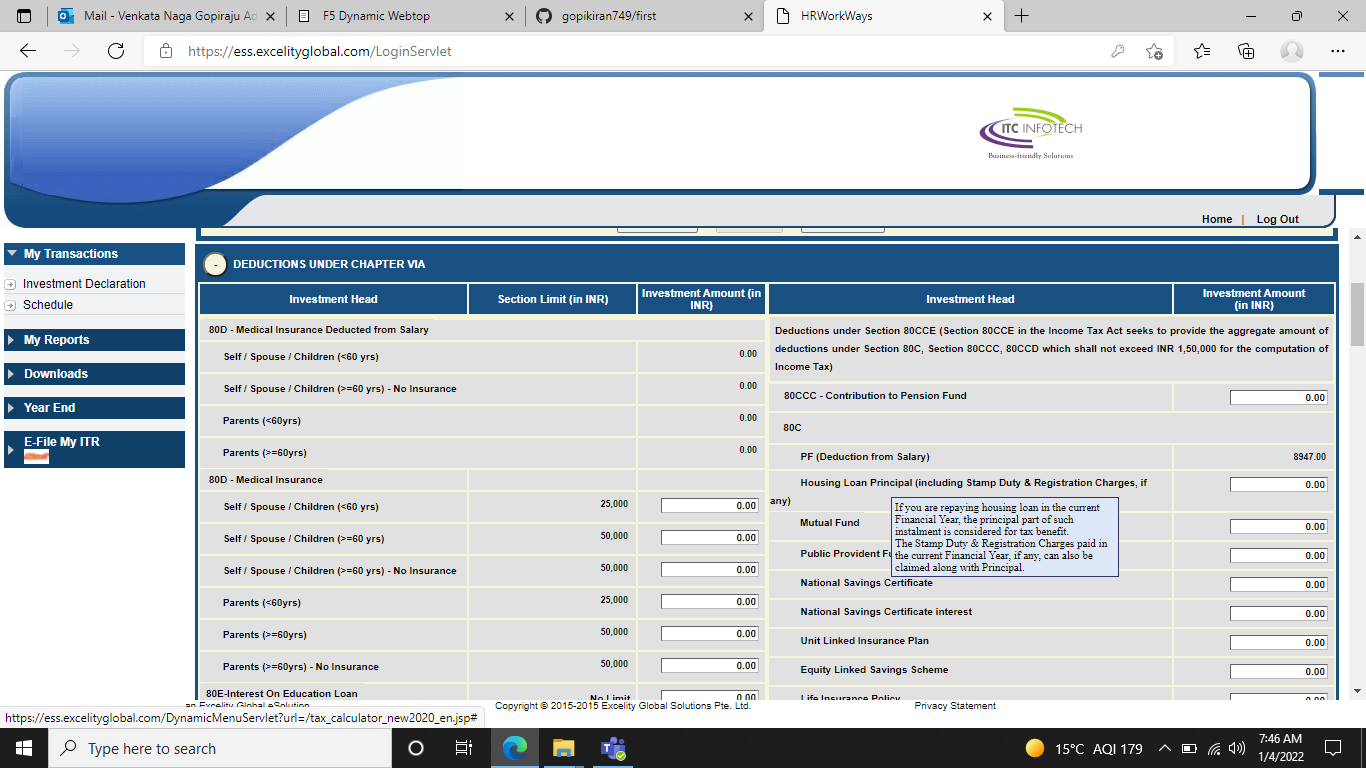 Mail - Venkata Naga Gopiraju Ad
F5 Dynamic Webtop
gopikiran749/first
HRWorkWays
https://ess.excelityglobal.com/LoginServlet
ITC INFOTECH
Business-friendly Solutions
Home | Log Out
My Transactions
Investment Declaration
Schedule
My Reports
Downloads
Year End
E-File My ITR
- DEDUCTIONS UNDER CHAPTER VIA
Investment Head
Section Limit (in INR)
Investment Amount (in INR)
80D - Medical Insurance Deducted from Salary
Self / Spouse / Children (<60 yrs) 0.00
Self / Spouse / Children (>=60 yrs) - No Insurance 0.00
Parents (<60yrs) 0.00
Parents (>=60yrs) 0.00
80D - Medical Insurance
Self / Spouse / Children (<60 yrs) 25,000 0.00
Self / Spouse / Children (>=60 yrs) 50,000 0.00
Self / Spouse / Children (>=60 yrs) - No Insurance 50,000 0.00
Parents (<60yrs) 25,000 0.00
Parents (>=60yrs) 50,000 0.00
Parents (>=60yrs) - No Insurance 50,000 0.00
80E-Interest On Education Loan No Limit 0.00
Investment Head
Investment Amount
(in INR)
Deductions under Section 80CCE (Section 80CCE in the Income Tax Act seeks to provide the aggregate amount of
deductions under Section 80C, Section 80CCC, 80CCD which shall not exceed INR 1,50,000 for the computation of
Income Tax)
80CCC - Contribution to Pension Fund 0.00
80C
PF (Deduction from Salary) 8947.00
Housing Loan Principal (including Stamp Duty & Registration Charges, if
any) 0.00
If you are repaying housing loan in the current
Financial Year, the principal part of such
instalment is considered for tax benefit.
The Stamp Duty & Registration Charges paid in
the current Financial Year, if any, can also be
claimed along with Principal.
Mutual Fund 0.00
Public Provident Fu 0.00
National Savings Certificate 0.00
National Savings Certificate interest 0.00
Unit Linked Insurance Plan 0.00
Equity Linked Savings Scheme 0.00
Life Insurance Policy 0.00
an Excelity Global eSolution
Copyright © 2015-2015 Excelity Global Solutions Pte. Ltd.
Privacy Statement
https://ess.excelityglobal.com/DynamicMenuServlet?url=/tax_calculator_new2020_en.jsp#
Type here to search
15°C AQI 179
7:46 AM
1/4/2022